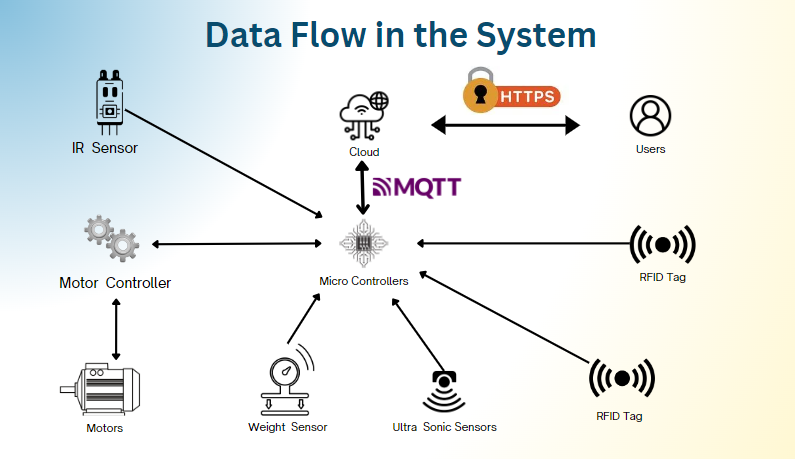 Data Flow in the System
HTTPS
IR Sensor
Cloud
Users
MQTT
Motor Controller
Micro Controllers
RFID Tag
Motors
Weight Sensor
Ultra Sonic Sensors
RFID Tag